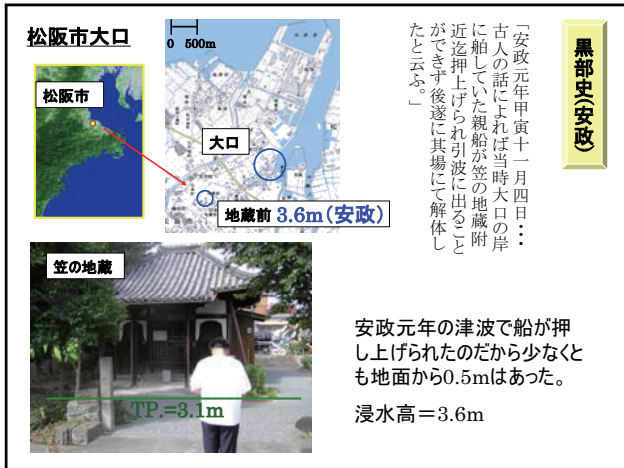 松阪市大口
黒部史(安政)
「安政元年甲寅十一月四日・・・
古人の話によれば当時大口の岸
に船していた親船が笠の地蔵附
近迄押上げられ引波に出ること
ができず後遂に其場にて解体し
たと云ふ。」
松阪市
0 500m
大口
地蔵前 3.6m(安政)
笠の地蔵
TP.=3.1m
安政元年の津波で船が押
し上げられたのだから少なくと
も地面から0.5mはあった。
浸水高=3.6m